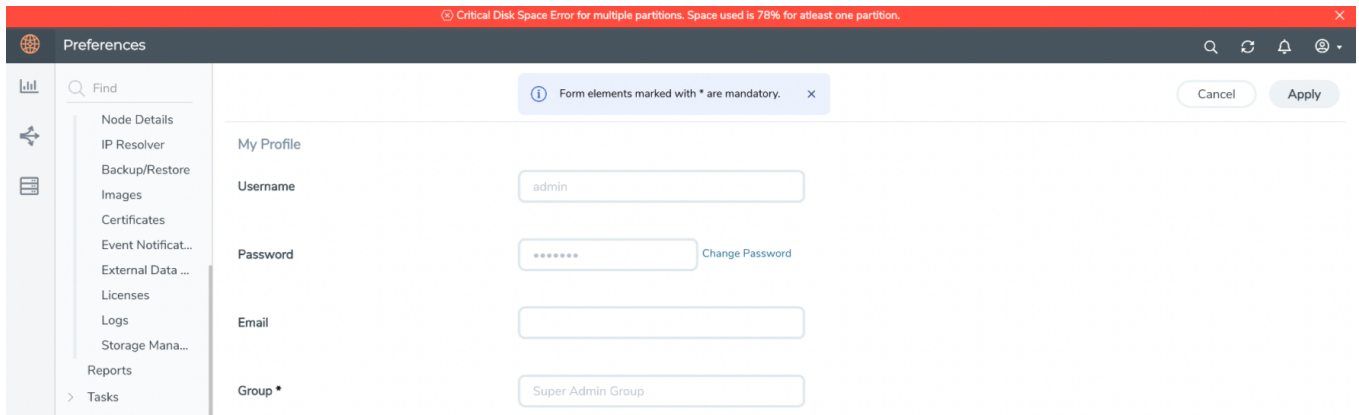 Critical Disk Space Error for multiple partitions. Space used is 78% for atleast one partition.
Preferences
Find
Form elements marked with * are mandatory.
Cancel
Apply
Node Details
IP Resolver
Backup/Restore
Images
Certificates
Event Notificat...
External Data ...
Licenses
Logs
Storage Mana...
Reports
Tasks
My Profile
Username
admin
Password
•••••••
Change Password
Email
Group *
Super Admin Group